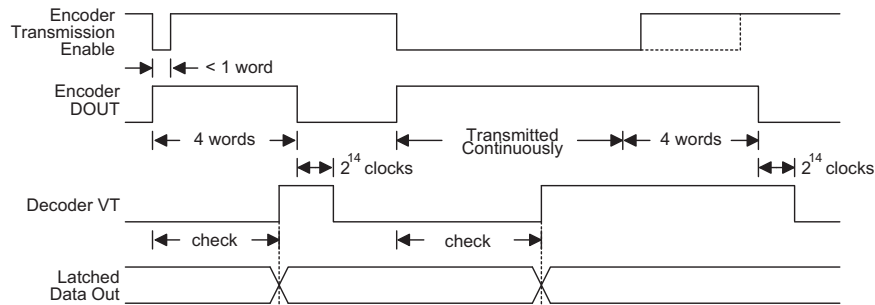 Encoder
Transmission
Enable
< 1 word
Encoder
DOUT
4 words
Transmitted
Continuously
4 words
2^14 clocks
2^14 clocks
Decoder VT
check
check
Latched
Data Out